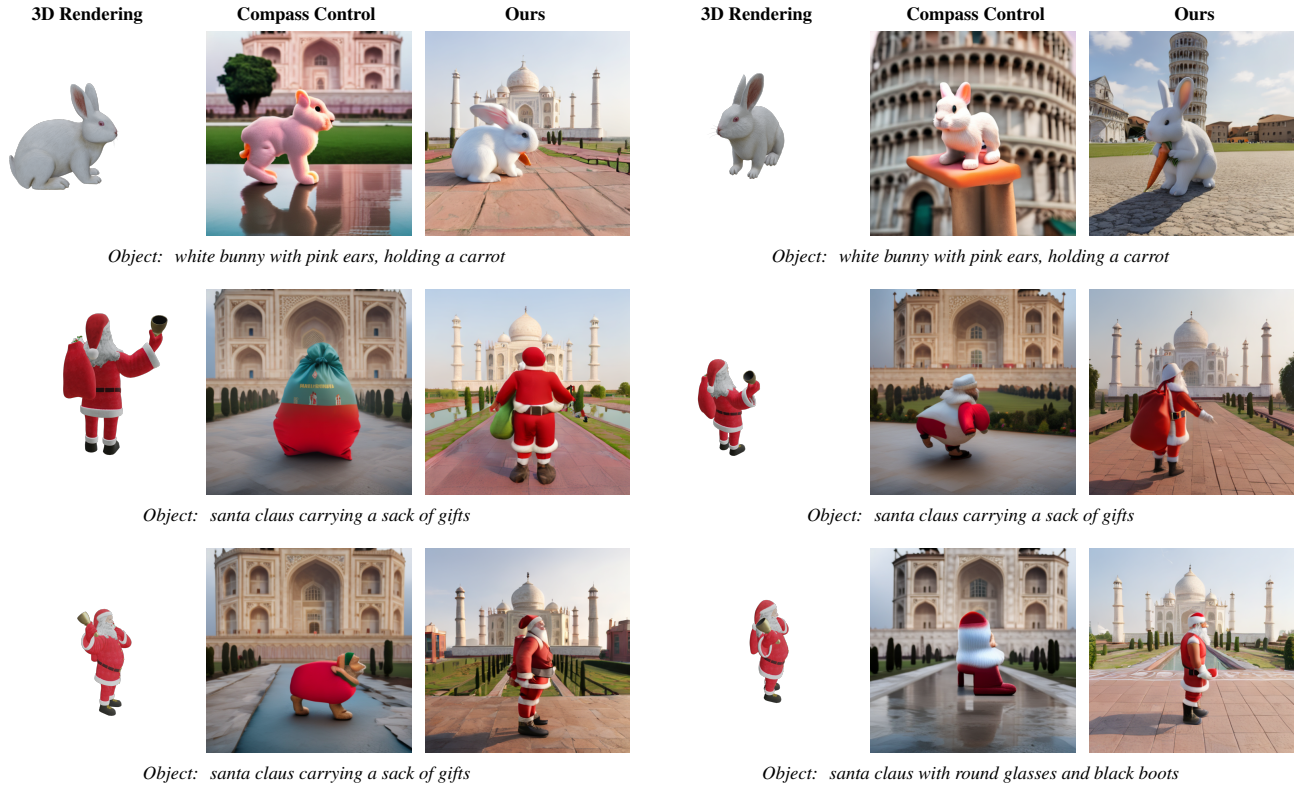 3D Rendering Compass Control Ours 3D Rendering Compass Control Ours
Object: white bunny with pink ears, holding a carrot
Object: white bunny with pink ears, holding a carrot
Object: santa claus carrying a sack of gifts
Object: santa claus carrying a sack of gifts
Object: santa claus carrying a sack of gifts
Object: santa claus with round glasses and black boots